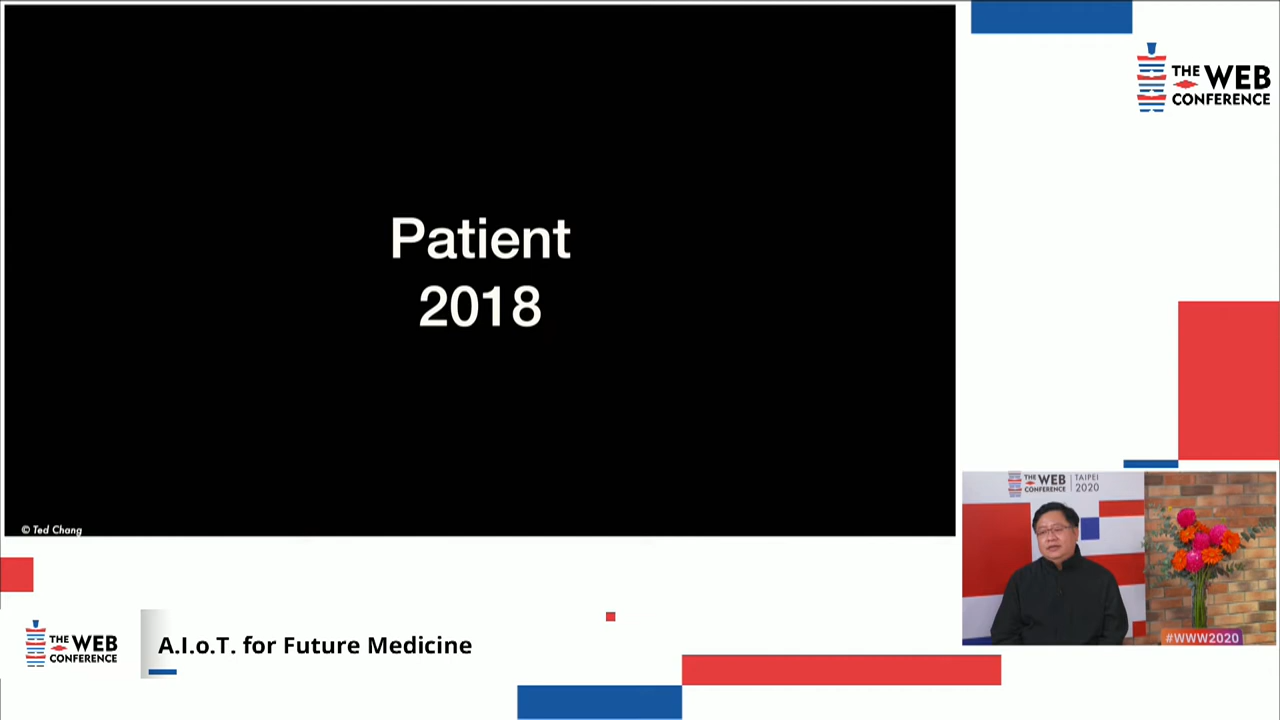 Patient
2018
© Ted Chang
THE WEB
CONFERENCE
THE WEB
CONFERENCE
TAIPEI
2020
#WWW2020
THE WEB
CONFERENCE
A.I.o.T. for Future Medicine